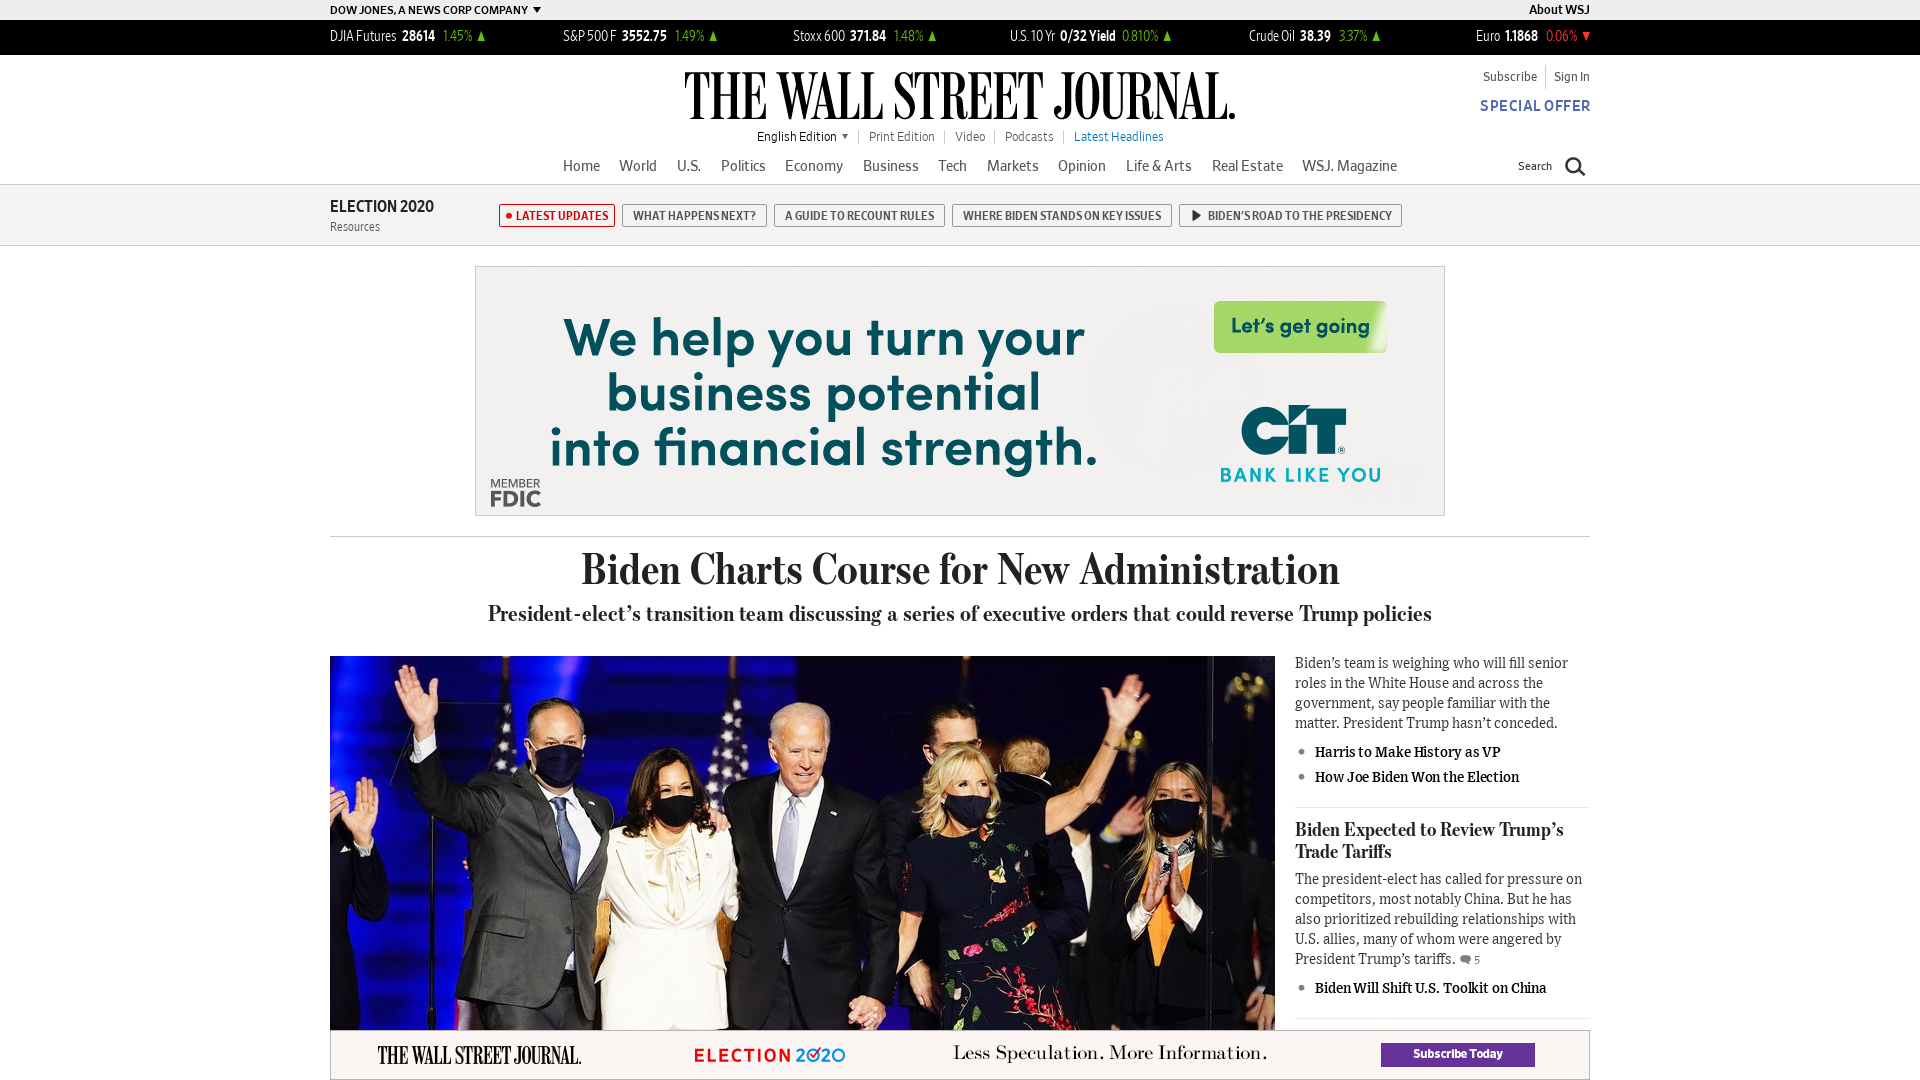 DOW JONES, A NEWS CORP COMPANY
About WSJ
DJIA Futures 28614 1.45%
S&P 500 F 3552.75 1.49%
Stoxx 600 371.84 1.48%
U.S. 10 Yr 0/32 Yield 0.810%
Crude Oil 38.39 3.37%
Euro 1.1868 0.06%
THE WALL STREET JOURNAL.
Subscribe
Sign In
SPECIAL OFFER
English Edition
Print Edition
Video
Podcasts
Latest Headlines
Home World U.S. Politics Economy Business Tech Markets Opinion Life & Arts Real Estate WSJ. Magazine
Search
ELECTION 2020
Resources
LATEST UPDATES
WHAT HAPPENS NEXT?
A GUIDE TO RECOUNT RULES
WHERE BIDEN STANDS ON KEY ISSUES
BIDEN'S ROAD TO THE PRESIDENCY
We help you turn your
business potential
into financial strength.
Let's get going
CIT®
BANK LIKE YOU
MEMBER
FDIC
Biden Charts Course for New Administration
President-elect's transition team discussing a series of executive orders that could reverse Trump policies
Biden's team is weighing who will fill senior
roles in the White House and across the
government, say people familiar with the
matter. President Trump hasn't conceded.
Harris to Make History as VP
How Joe Biden Won the Election
Biden Expected to Review Trump's
Trade Tariffs
The president-elect has called for pressure on
competitors, most notably China. But he has
also prioritized rebuilding relationships with
U.S. allies, many of whom were angered by
President Trump's tariffs. 5
Biden Will Shift U.S. Toolkit on China
THE WALL STREET JOURNAL.
ELECTION 2020
Less Speculation. More Information.
Subscribe Today